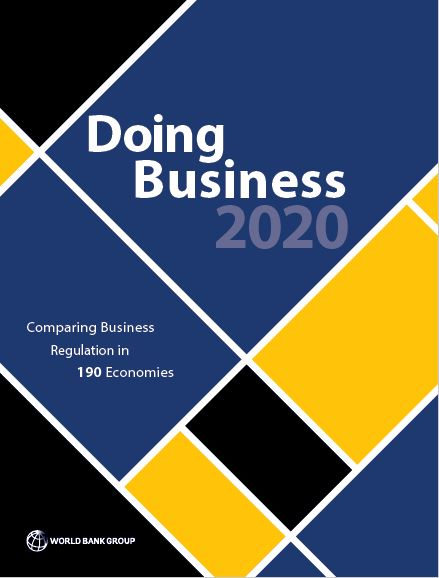 Doing
Business
2020
Comparing Business
Regulation in
190 Economies
WORLD BANK GROUP